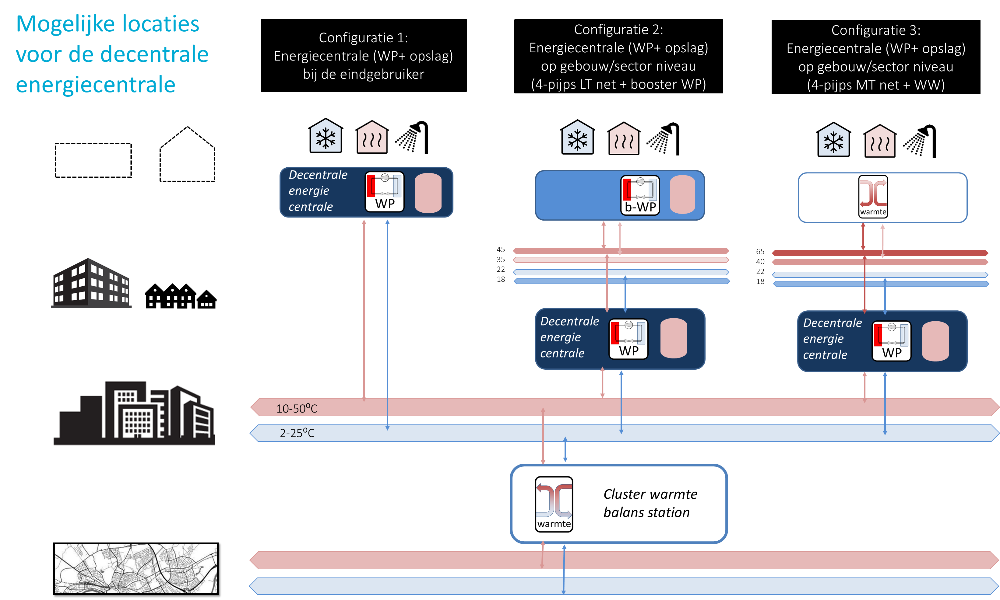 Mogelijke locaties
voor de decentrale
energiecentrale
Configuratie 1:
Energiecentrale (WP+ opslag)
bij de eindgebruiker
Configuratie 2:
Energiecentrale (WP+ opslag)
op gebouw/sector niveau
(4-pijps LT net + booster WP)
Configuratie 3:
Energiecentrale (WP+ opslag)
op gebouw/sector niveau
(4-pijps MT net + WW)
Decentrale
energie
centrale
WP
b-WP
warmte
45
35
22
18
65
40
22
18
Decentrale
energie
centrale
WP
Decentrale
energie
centrale
WP
10-50⁰C
2-25⁰C
warmte
Cluster warmte
balans station